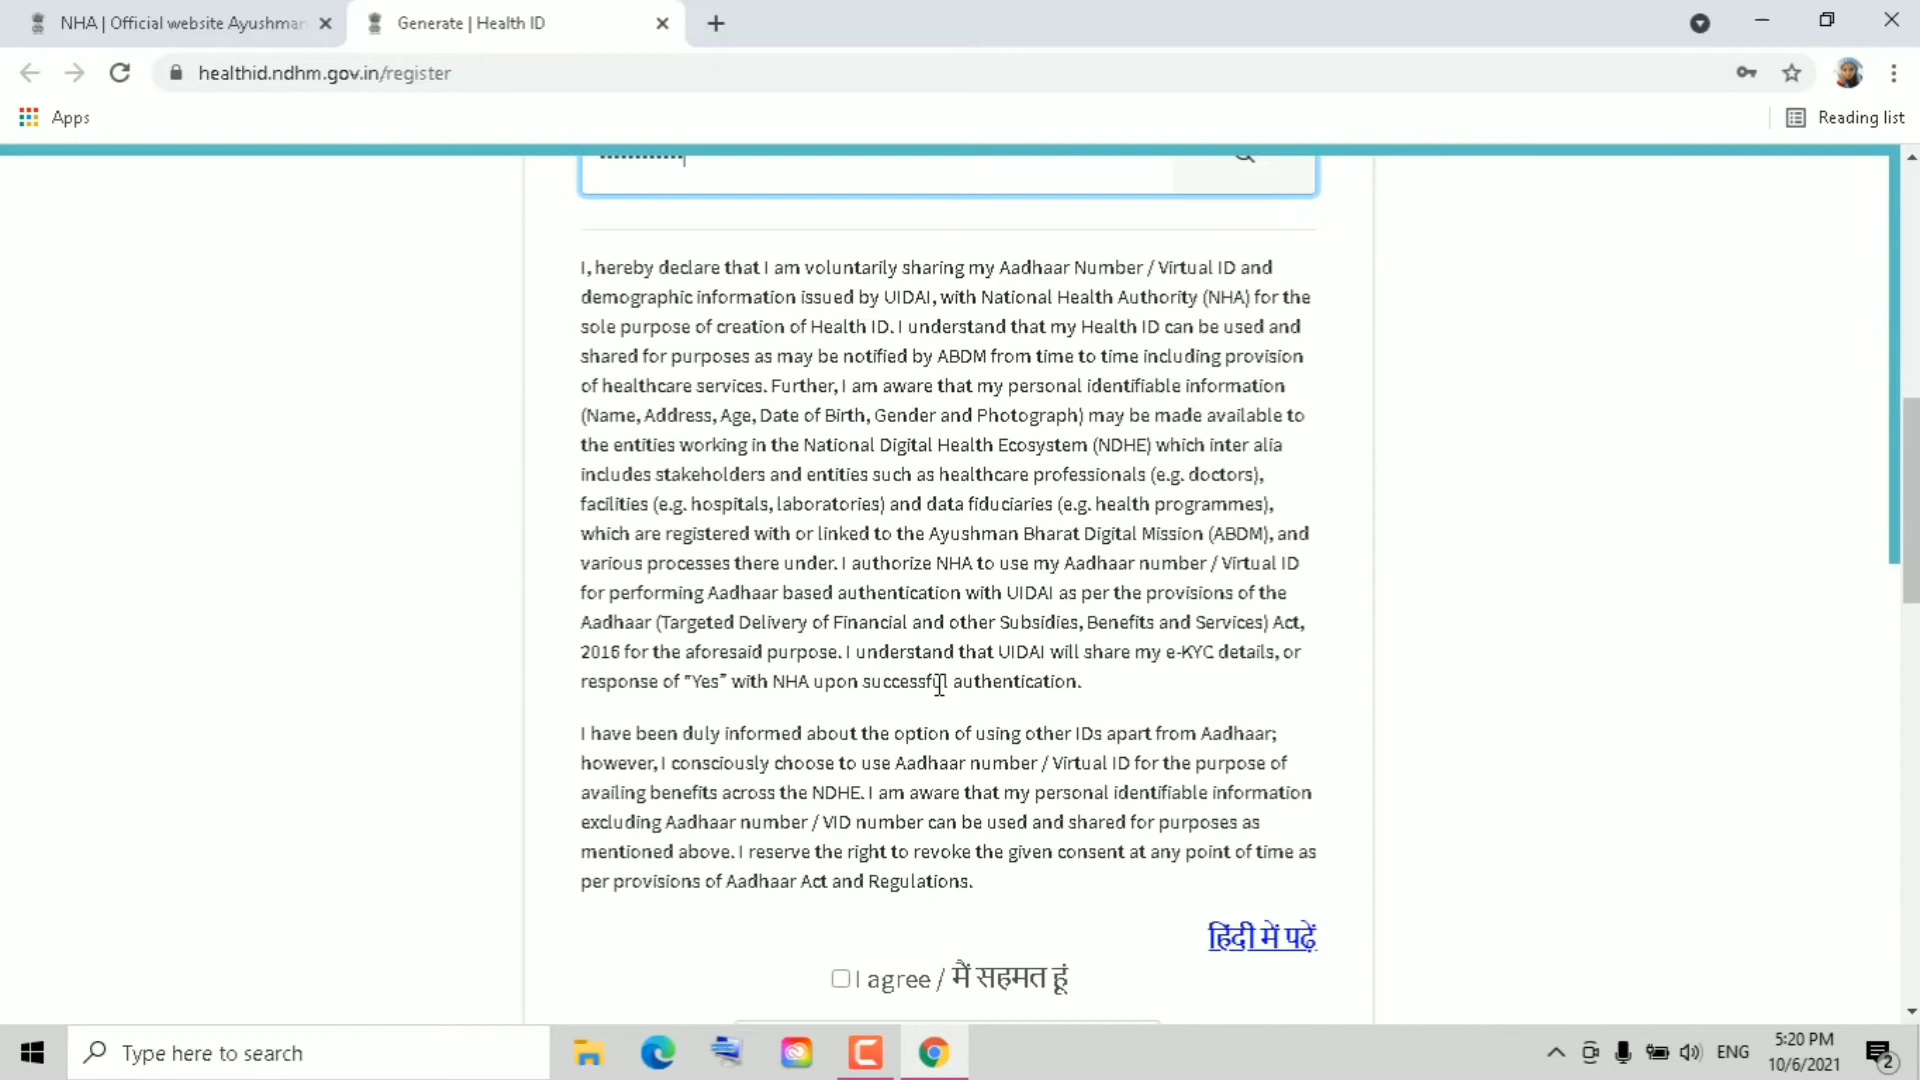 NHA | Official website Ayushman
Generate | Health ID
healthid.ndhm.gov.in/register
Apps
Reading list
I, hereby declare that I am voluntarily sharing my Aadhaar Number / Virtual ID and
demographic information issued by UIDAI, with National Health Authority (NHA) for the
sole purpose of creation of Health ID. I understand that my Health ID can be used and
shared for purposes as may be notified by ABDM from time to time including provision
of healthcare services. Further, I am aware that my personal identifiable information
(Name, Address, Age, Date of Birth, Gender and Photograph) may be made available to
the entities working in the National Digital Health Ecosystem (NDHE) which inter alia
includes stakeholders and entities such as healthcare professionals (e.g. doctors),
facilities (e.g. hospitals, laboratories) and data fiduciaries (e.g. health programmes),
which are registered with or linked to the Ayushman Bharat Digital Mission (ABDM), and
various processes there under. I authorize NHA to use my Aadhaar number / Virtual ID
for performing Aadhaar based authentication with UIDAI as per the provisions of the
Aadhaar (Targeted Delivery of Financial and other Subsidies, Benefits and Services) Act,
2016 for the aforesaid purpose. I understand that UIDAI will share my e-KYC details, or
response of "Yes" with NHA upon successful authentication.
I have been duly informed about the option of using other IDs apart from Aadhaar;
however, I consciously choose to use Aadhaar number / Virtual ID for the purpose of
availing benefits across the NDHE. I am aware that my personal identifiable information
excluding Aadhaar number / VID number can be used and shared for purposes as
mentioned above. I reserve the right to revoke the given consent at any point of time as
per provisions of Aadhaar Act and Regulations.
हिंदी में पढ़ें
I agree / मैं सहमत हूं
Type here to search
ENG
5:20 PM
10/6/2021
2